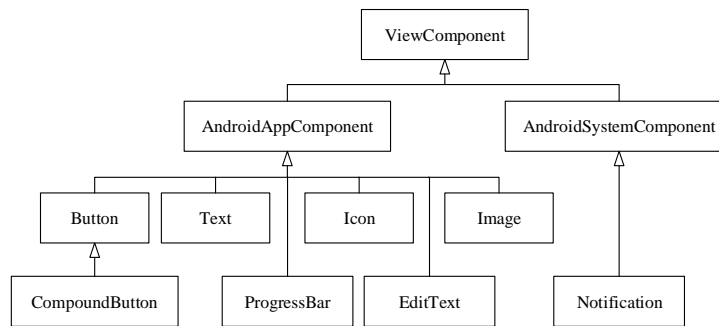 ViewComponent
AndroidAppComponent
AndroidSystemComponent
Button
Text
Icon
Image
CompoundButton
ProgressBar
EditText
Notification